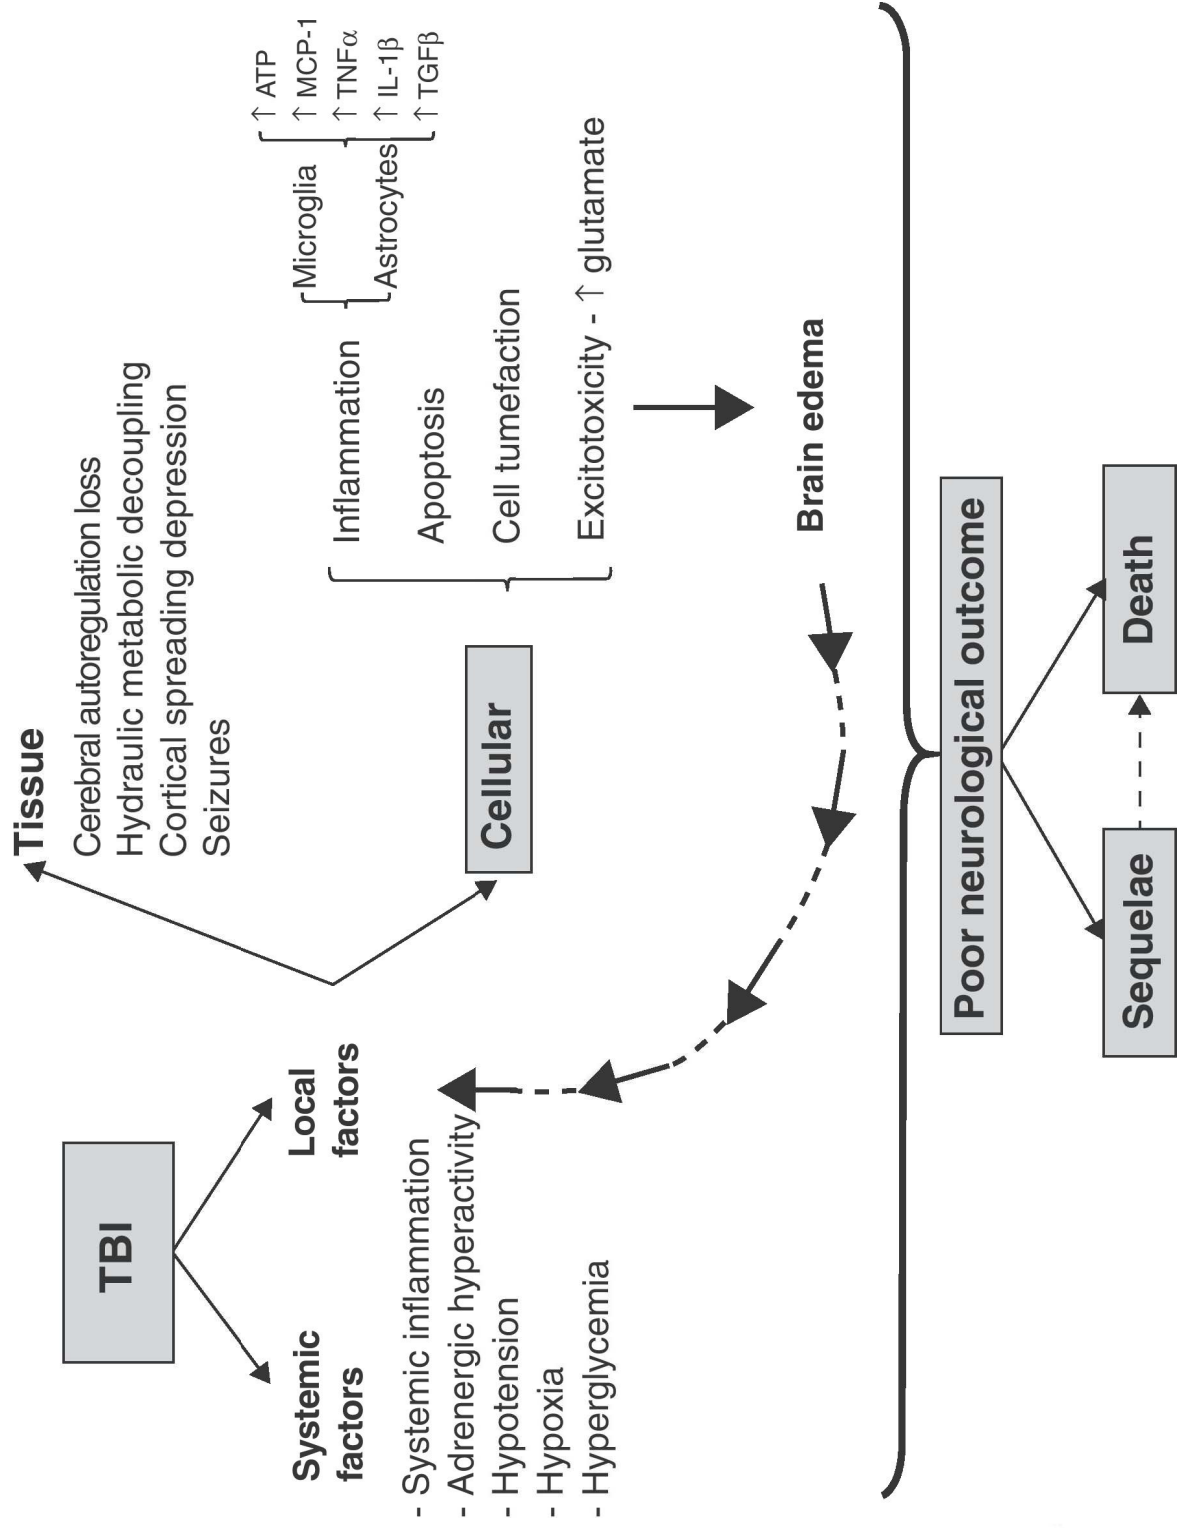 TBI
Systemic
factors
- Systemic inflammation
- Adrenergic hyperactivity
- Hypotension
- Hypoxia
- Hyperglycemia
Local
factors
Tissue
Cerebral autoregulation loss
Hydraulic metabolic decoupling
Cortical spreading depression
Seizures
Cellular
Inflammation
Microglia
Astrocytes
↑ ATP
↑ MCP-1
↑ TNFα
↑ IL-1β
↑ TGFβ
Apoptosis
Cell tumefaction
Excitotoxicity - ↑ glutamate
Brain edema
Poor neurological outcome
Sequelae
Death